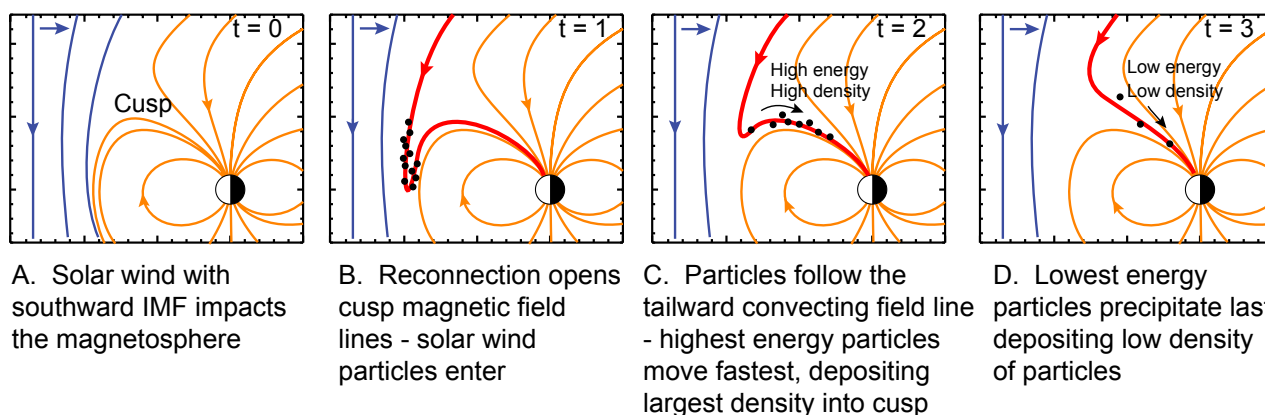 t = 0
Cusp
t = 1
t = 2
High energy
High density
t = 3
Low energy
Low density
A. Solar wind with
southward IMF impacts
the magnetosphere
B. Reconnection opens
cusp magnetic field
lines - solar wind
particles enter
C. Particles follow the
tailward convecting field line
- highest energy particles
move fastest, depositing
largest density into cusp
D. Lowest energy
particles precipitate last
depositing low density
of particles